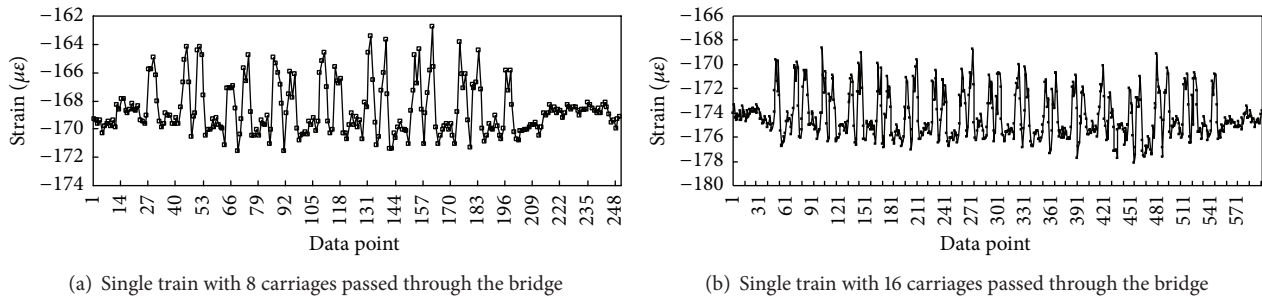 −162
−164
−166
−168
−170
−172
−174
Strain (με)
1 14 27 40 53 66 79 92 105 118 131 144 157 170 183 196 209 222 235 248
Data point
(a) Single train with 8 carriages passed through the bridge
−166
−168
−170
−172
−174
−176
−178
−180
Strain (με)
1 31 61 91 121 151 181 211 241 271 301 331 361 391 421 451 481 511 541 571
Data point
(b) Single train with 16 carriages passed through the bridge